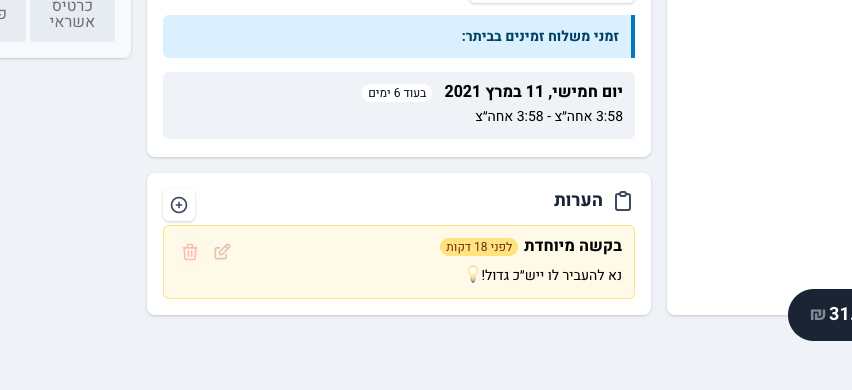 כרטיס
אשראי
זמני משלוח זמינים בביתר:
יום חמישי, 11 במרץ 2021 בעוד 6 ימים
3:58 אחה״צ - 3:58 אחה״צ
הערות
בקשה מיוחדת לפני 18 דקות
נא להעביר לו ייש״כ גדול!💡
31. ₪